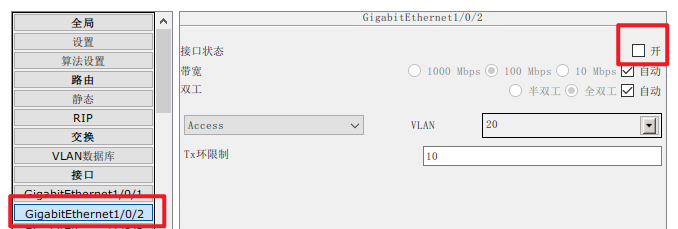 全局
设置
算法设置
路由
静态
RIP
交换
VLAN数据库
接口
GigabitEthernet1/0/1
GigabitEthernet1/0/2
GigabitEthernet1/0/2
接口状态 开
带宽 1000 Mbps 100 Mbps 10 Mbps 自动
双工 半双工 全双工 自动
Access VLAN 20
Tx环限制 10